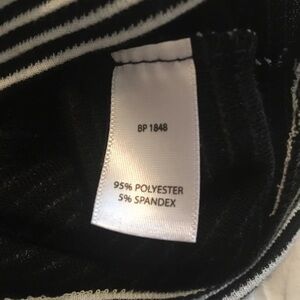 BP 1848
95% POLYESTER
5% SPANDEX